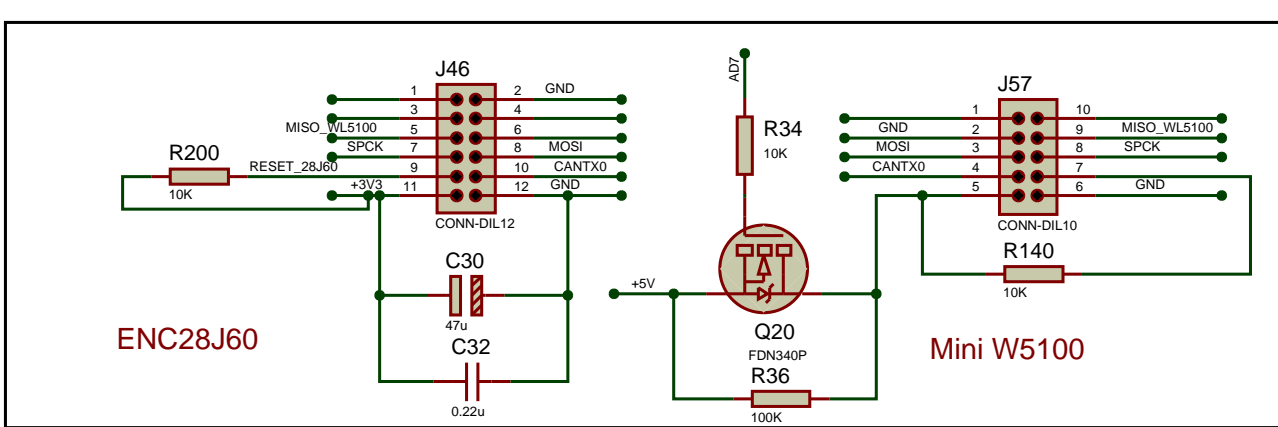 J46
1
2
GND
3
4
MISO_WL5100
5
6
SPCK
7
8
MOSI
R200
10K
RESET_28J60
9
10
CANTX0
+3V3
11
12
GND
CONN-DIL12
C30
47u
C32
0.22u
ENC28J60
AD7
R34
10K
+5V
Q20
FDN340P
R36
100K
J57
1
10
GND
2
9
MISO_WL5100
MOSI
3
8
SPCK
CANTX0
4
7
5
6
GND
CONN-DIL10
R140
10K
Mini W5100